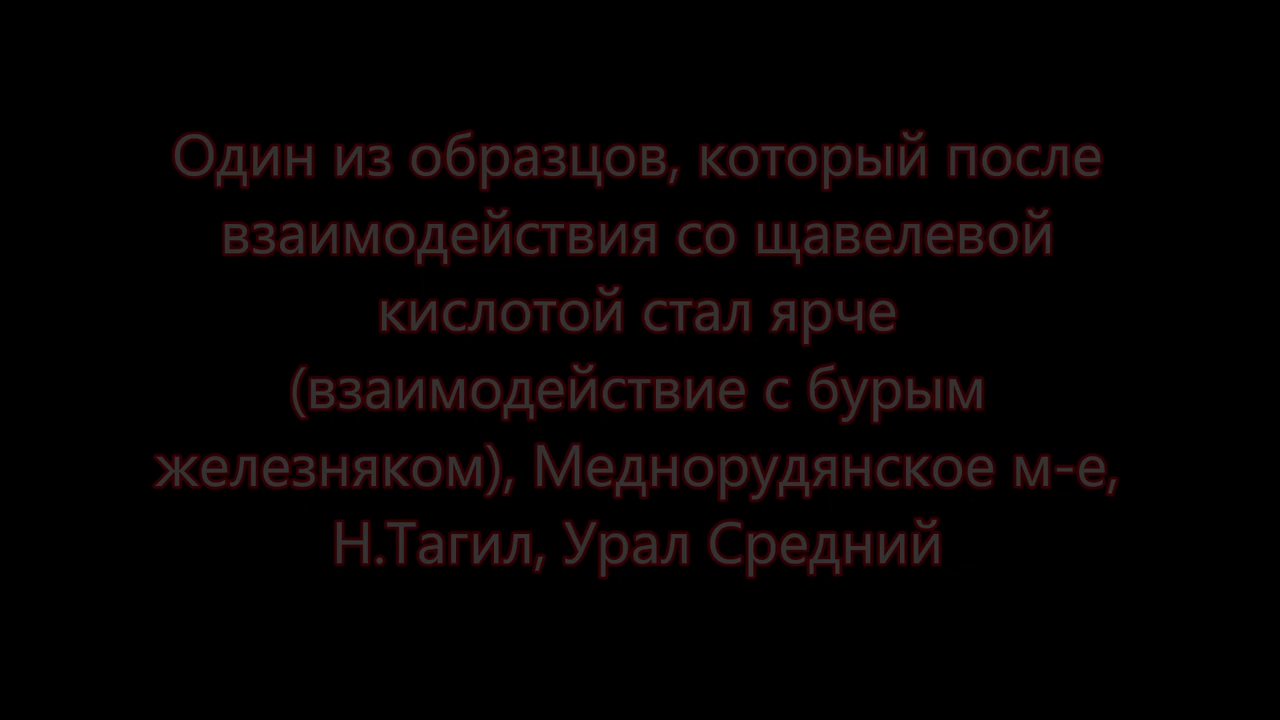 Один из образцов, который после
взаимодействия со щавелевой
кислотой стал ярче
(взаимодействие с бурым
железняком), Меднорудянское м-е,
Н.Тагил, Урал Средний